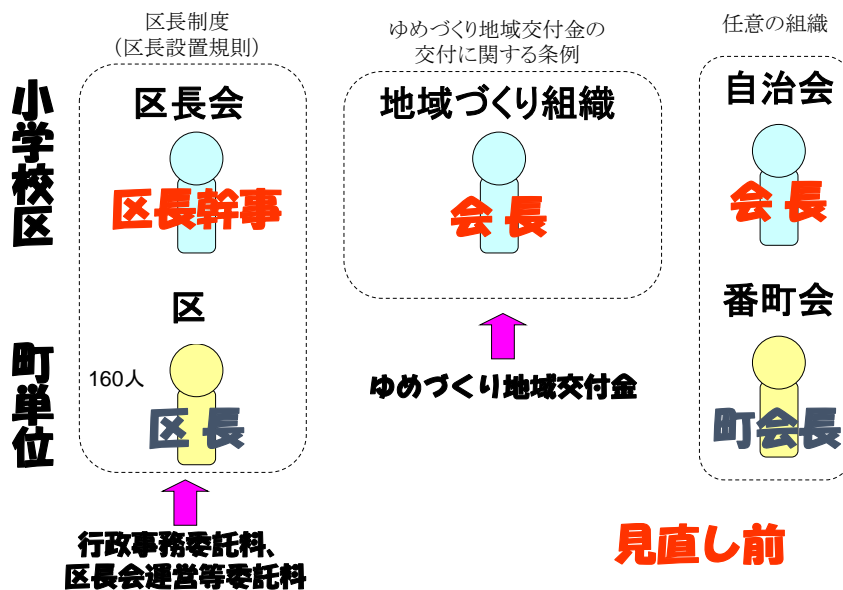 区長制度
(区長設置規則)
ゆめづくり地域交付金の
交付に関する条例
任意の組織
小学校区
区長会
区長幹事
地域づくり組織
会長
自治会
会長
町単位
区
160人
区長
ゆめづくり地域交付金
番町会
町会長
行政事務委託料、
区長会運営等委託料
見直し前